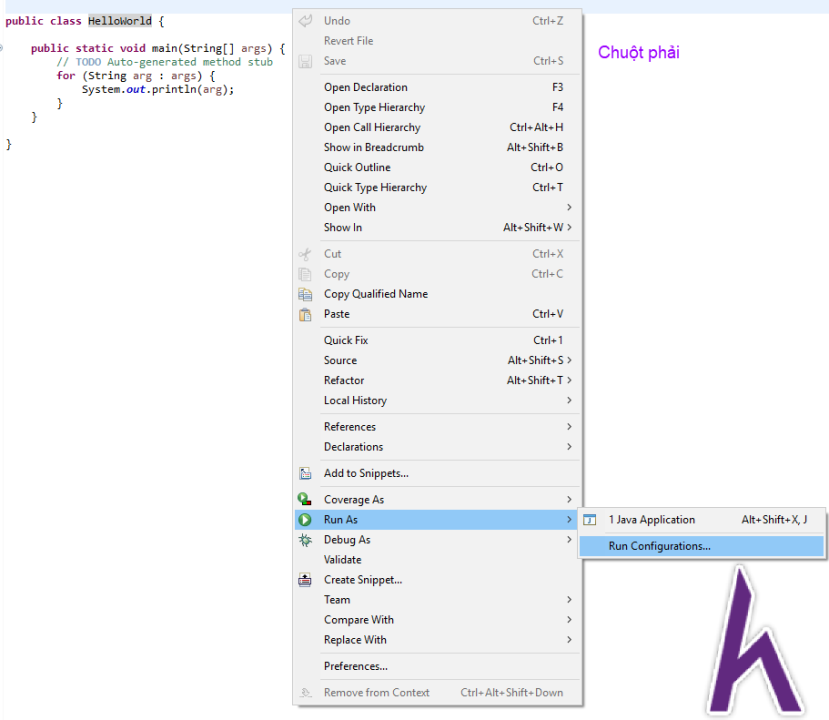 public class HelloWorld {
public static void main(String[] args) {
// TODO Auto-generated method stub
for (String arg : args) {
System.out.println(arg);
}
}
}
Chuột phải
Undo Ctrl+Z
Revert File
Save Ctrl+S
Open Declaration F3
Open Type Hierarchy F4
Open Call Hierarchy Ctrl+Alt+H
Show in Breadcrumb Alt+Shift+B
Quick Outline Ctrl+O
Quick Type Hierarchy Ctrl+T
Open With >
Show In Alt+Shift+W >
Cut Ctrl+X
Copy Ctrl+C
Copy Qualified Name
Paste Ctrl+V
Quick Fix Ctrl+1
Source Alt+Shift+S >
Refactor Alt+Shift+T >
Local History >
References >
Declarations >
Add to Snippets...
Coverage As >
Run As >
Debug As >
Validate
Create Snippet...
Team >
Compare With >
Replace With >
Preferences...
Remove from Context Ctrl+Alt+Shift+Down
1 Java Application Alt+Shift+X, J
Run Configurations...